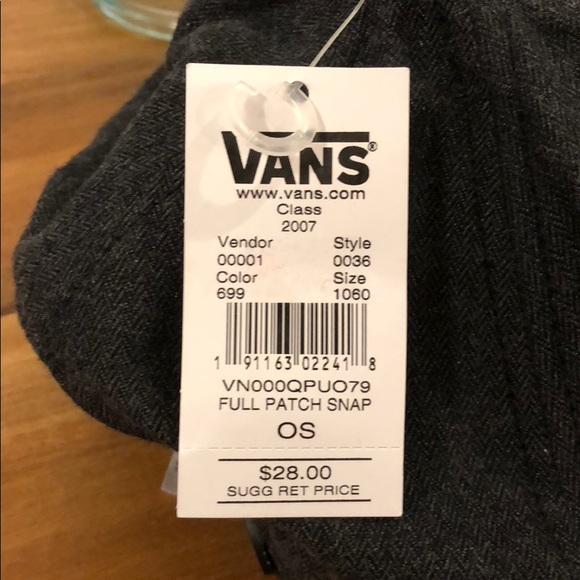 VANS®
www.vans.com
Class
2007
Vendor Style
00001 0036
Color Size
699 1060
1 91163 02241 8
VN000QPUO79
FULL PATCH SNAP
OS
$28.00
SUGG RET PRICE